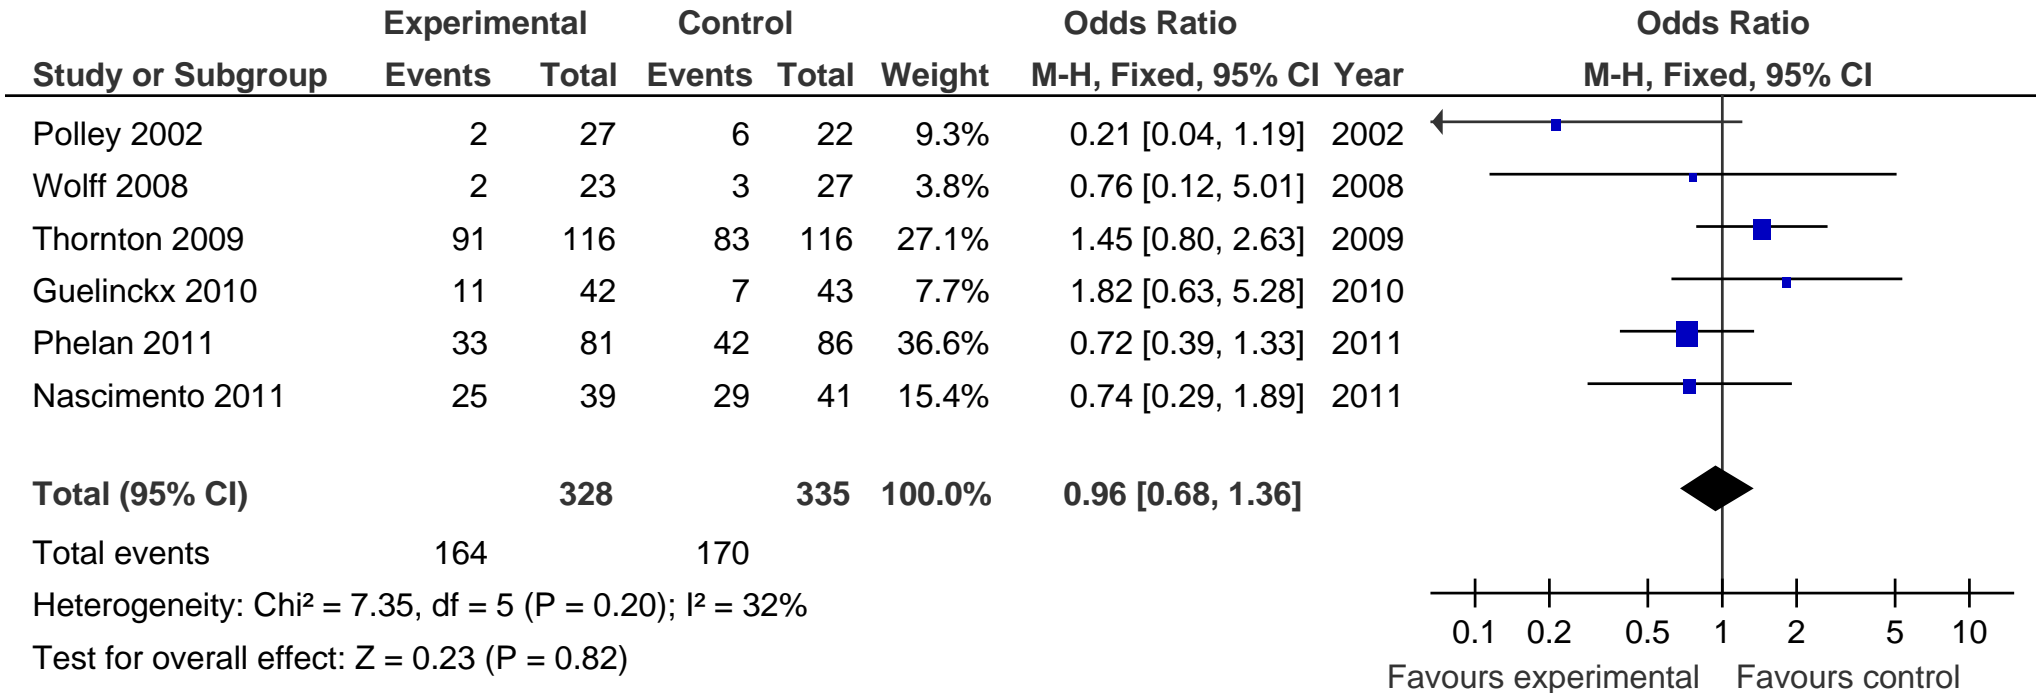 Experimental Control Odds Ratio Odds Ratio
Study or Subgroup Events Total Events Total Weight M-H, Fixed, 95% CI Year M-H, Fixed, 95% CI
Polley 2002 2 27 6 22 9.3% 0.21 [0.04, 1.19] 2002
Wolff 2008 2 23 3 27 3.8% 0.76 [0.12, 5.01] 2008
Thornton 2009 91 116 83 116 27.1% 1.45 [0.80, 2.63] 2009
Guelinckx 2010 11 42 7 43 7.7% 1.82 [0.63, 5.28] 2010
Phelan 2011 33 81 42 86 36.6% 0.72 [0.39, 1.33] 2011
Nascimento 2011 25 39 29 41 15.4% 0.74 [0.29, 1.89] 2011
Total (95% CI) 328 335 100.0% 0.96 [0.68, 1.36]
Total events 164 170
Heterogeneity: Chi² = 7.35, df = 5 (P = 0.20); I² = 32%
Test for overall effect: Z = 0.23 (P = 0.82)
0.1 0.2 0.5 1 2 5 10
Favours experimental Favours control